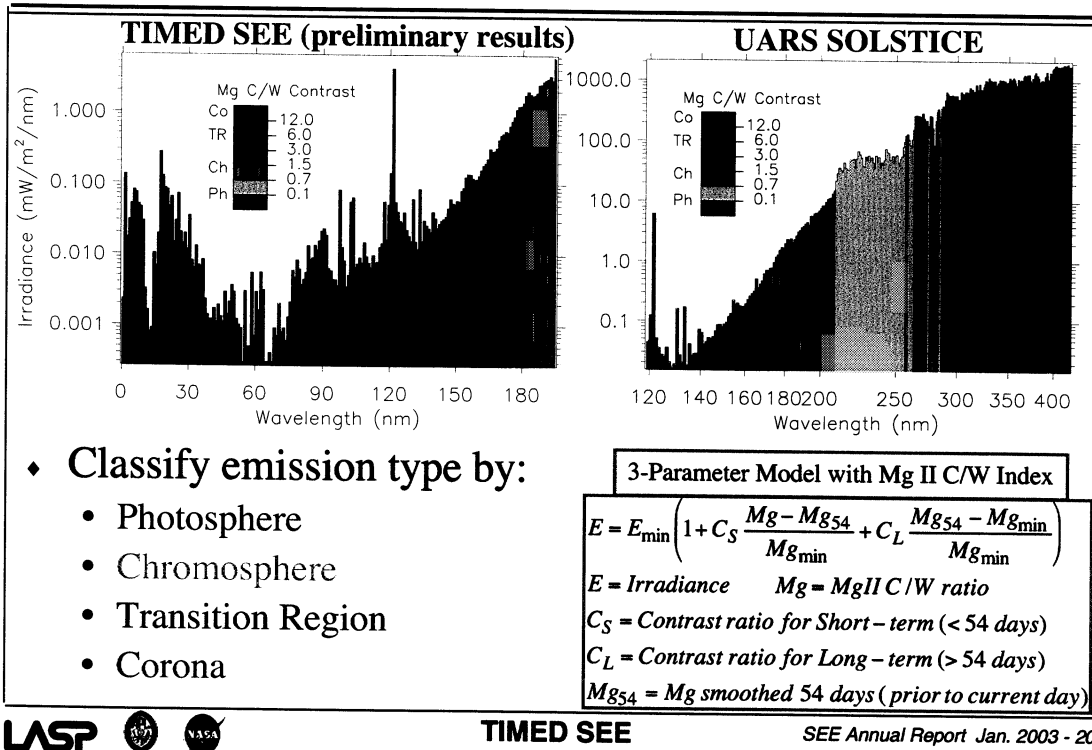 TIMED SEE (preliminary results)
Irradiance (mW/m²/nm)
1.000
0.100
0.010
0.001
Mg C/W Contrast
Co
TR
Ch
Ph
12.0
6.0
3.0
1.5
0.7
0.1
0 30 60 90 120 150 180
Wavelength (nm)
UARS SOLSTICE
1000.0
100.0
10.0
1.0
0.1
Mg C/W Contrast
Co
TR
Ch
Ph
12.0
6.0
3.0
1.5
0.7
0.1
120 140 160 180 200 250 300 350 400
Wavelength (nm)
♦ Classify emission type by:
• Photosphere
• Chromosphere
• Transition Region
• Corona
3-Parameter Model with Mg II C/W Index
E = E_min(1 + C_S (Mg − Mg_54)/Mg_min + C_L (Mg_54 − Mg_min)/Mg_min)
E = Irradiance Mg = MgII C/W ratio
C_S = Contrast ratio for Short – term (< 54 days)
C_L = Contrast ratio for Long – term (> 54 days)
Mg_54 = Mg smoothed 54 days ( prior to current day)
LASP NASA TIMED SEE SEE Annual Report Jan. 2003 - 20